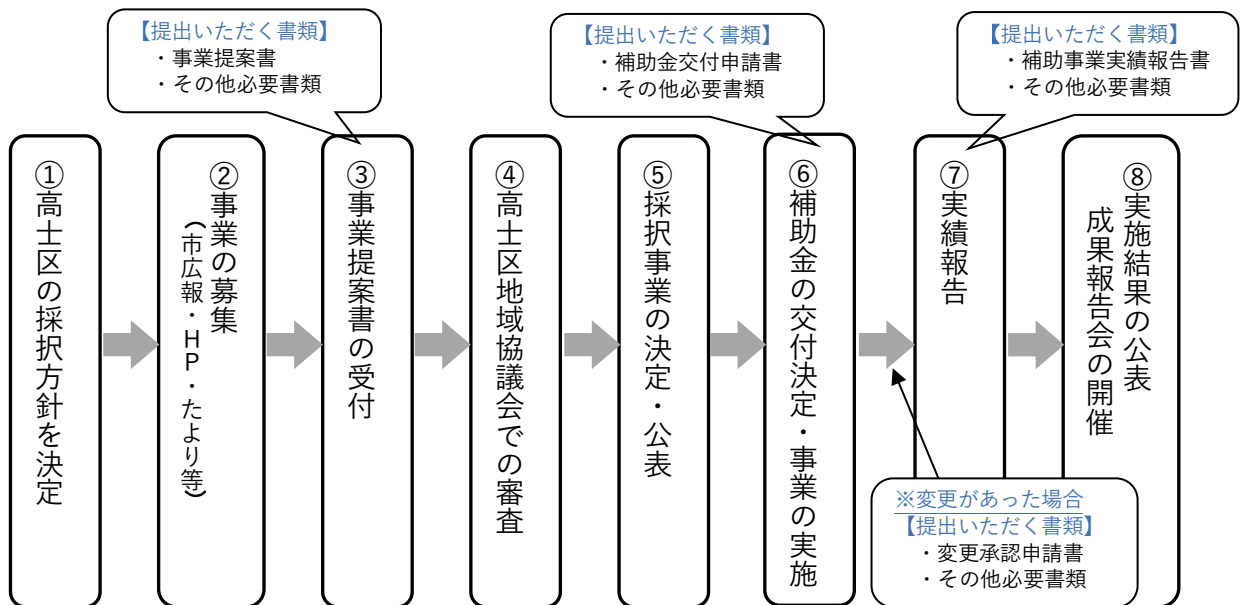 【提出いただく書類】
・事業提案書
・その他必要書類
【提出いただく書類】
・補助金交付申請書
・その他必要書類
【提出いただく書類】
・補助事業実績報告書
・その他必要書類
①高士区の採択方針を決定
②事業の募集
（市広報・ＨＰ・たより等）
③事業提案書の受付
④高士区地域協議会での審査
⑤採択事業の決定・公表
⑥補助金の交付決定・事業の実施
⑦実績報告
⑧実施結果の公表
成果報告会の開催
※変更があった場合
【提出いただく書類】
・変更承認申請書
・その他必要書類